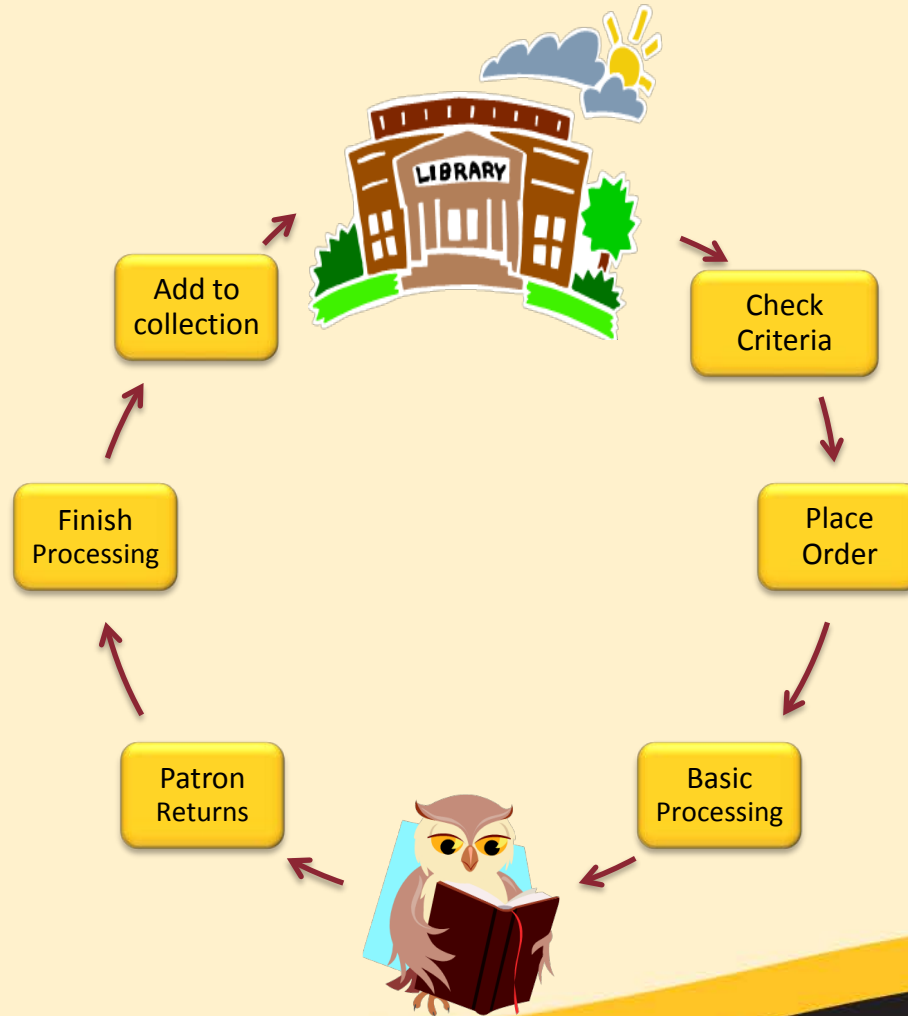 LIBRARY
Check
Criteria
Place
Order
Basic
Processing
Patron
Returns
Finish
Processing
Add to
collection